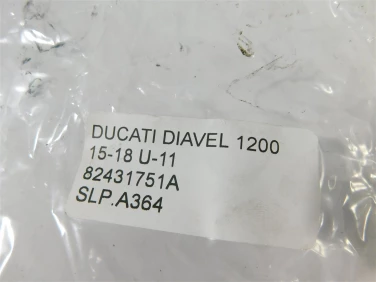 DUCATI DIAVEL 1200
15-18 U-11
82431751A
SLP.A364